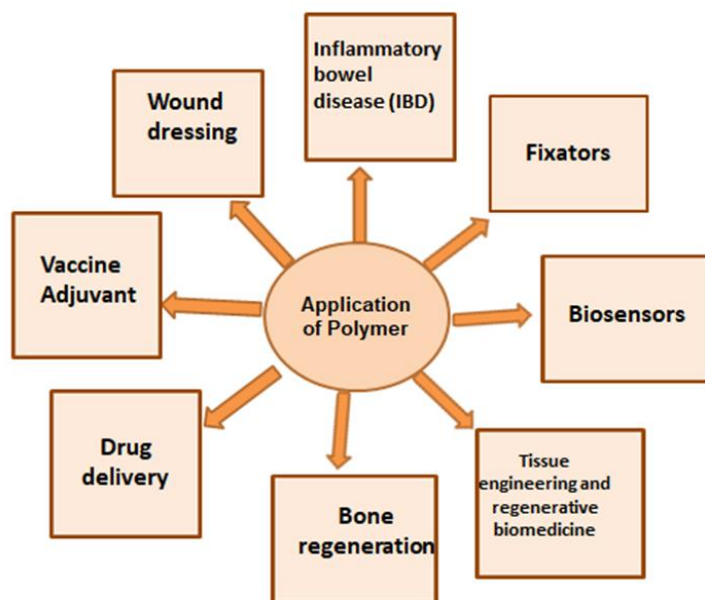 Inflammatory
bowel
disease (IBD)
Wound
dressing
Fixators
Vaccine
Adjuvant
Application
of Polymer
Biosensors
Drug
delivery
Bone
regeneration
Tissue
engineering and
regenerative
biomedicine